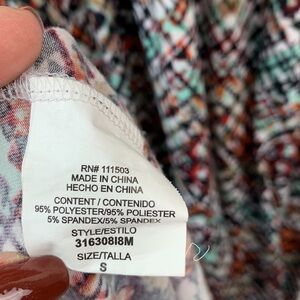 RN# 111503
MADE IN CHINA
HECHO EN CHINA
CONTENT / CONTENIDO
95% POLYESTER/95% POLIESTER
5% SPANDEX/5% SPANDEX
STYLE/ESTILO
316308I8M
SIZE/TALLA
S